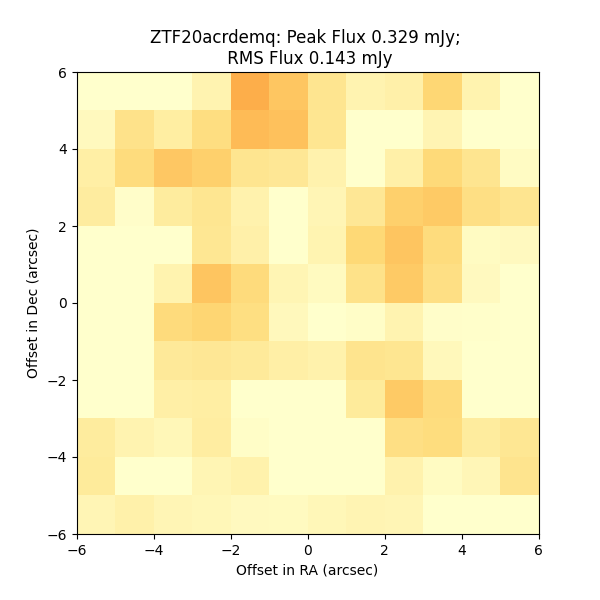 ZTF20acrdemq: Peak Flux 0.329 mJy;
RMS Flux 0.143 mJy
6
4
2
0
−2
−4
−6
Offset in Dec (arcsec)
−6 −4 −2 0 2 4 6
Offset in RA (arcsec)